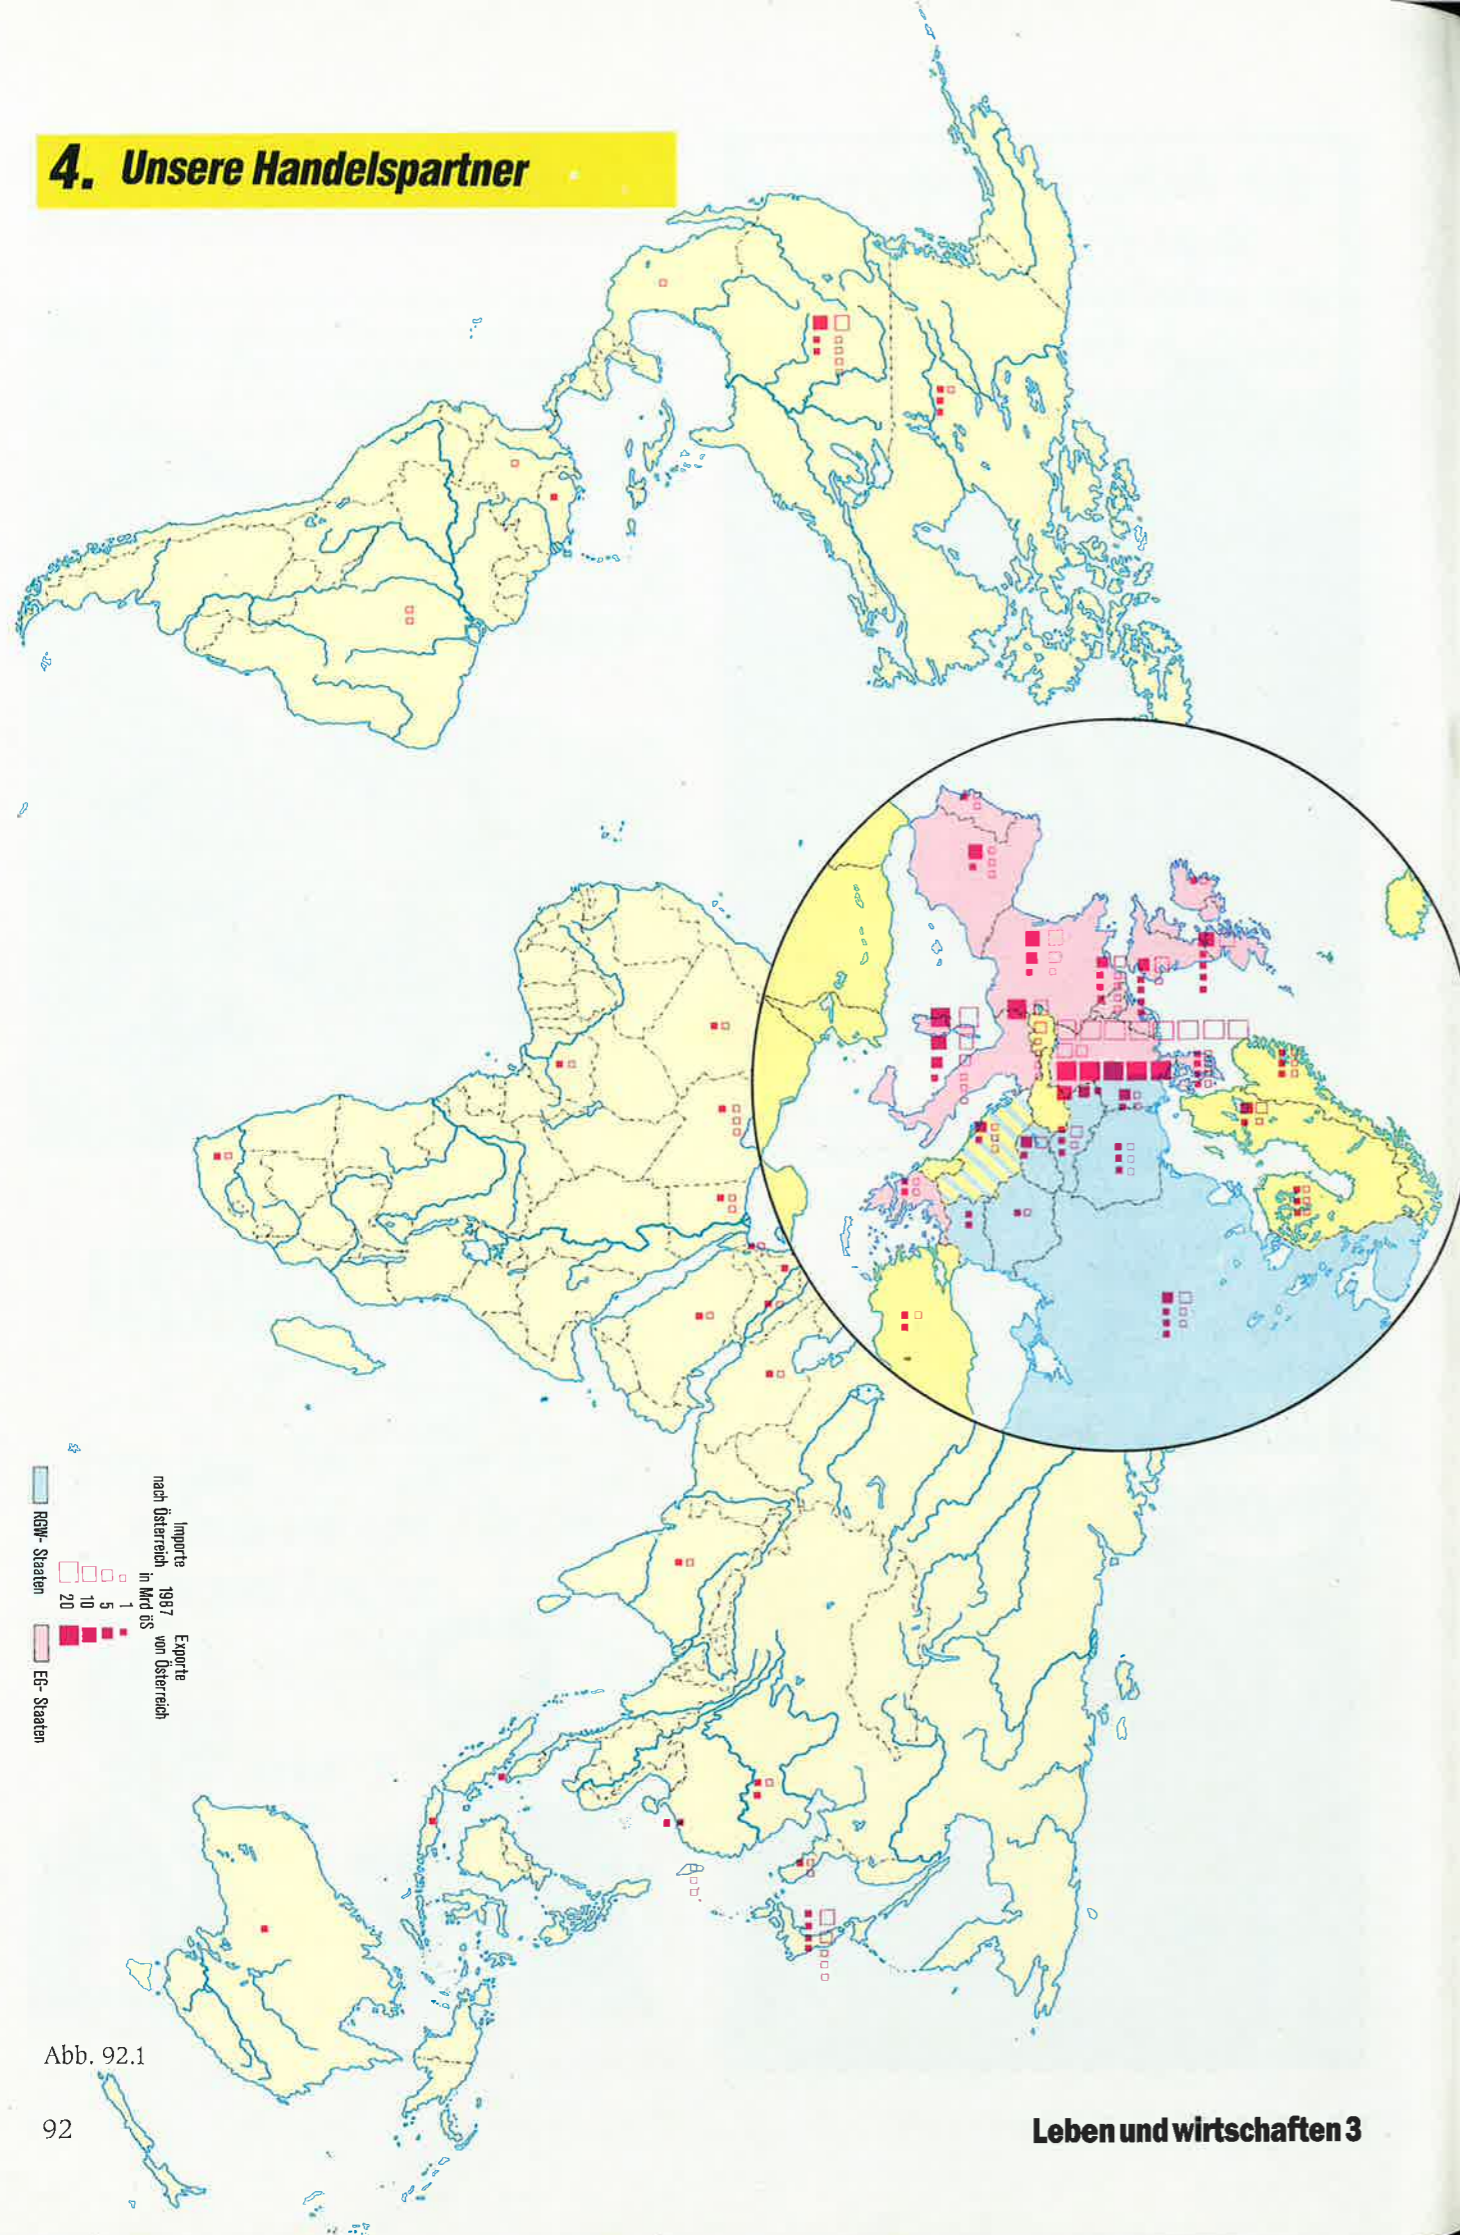 4. Unsere Handelspartner
Importe 1987 Exporte
nach Österreich von Österreich
in Mrd öS
1
5
10
20
RGW- Staaten
EG- Staaten
Abb. 92.1
92
Leben und wirtschaften 3